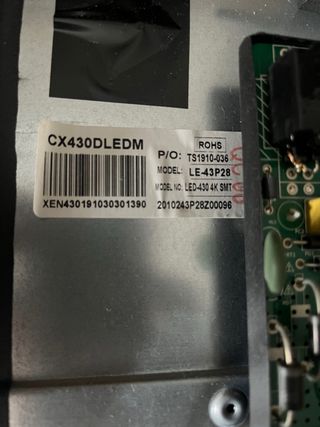 CX430DLEDM
ROHS
P/O: TS1910-036
MODEL: LE-43P28
MODEL NO: LED-430 4K SMT
XEN430191030301390
2010243P28Z00096